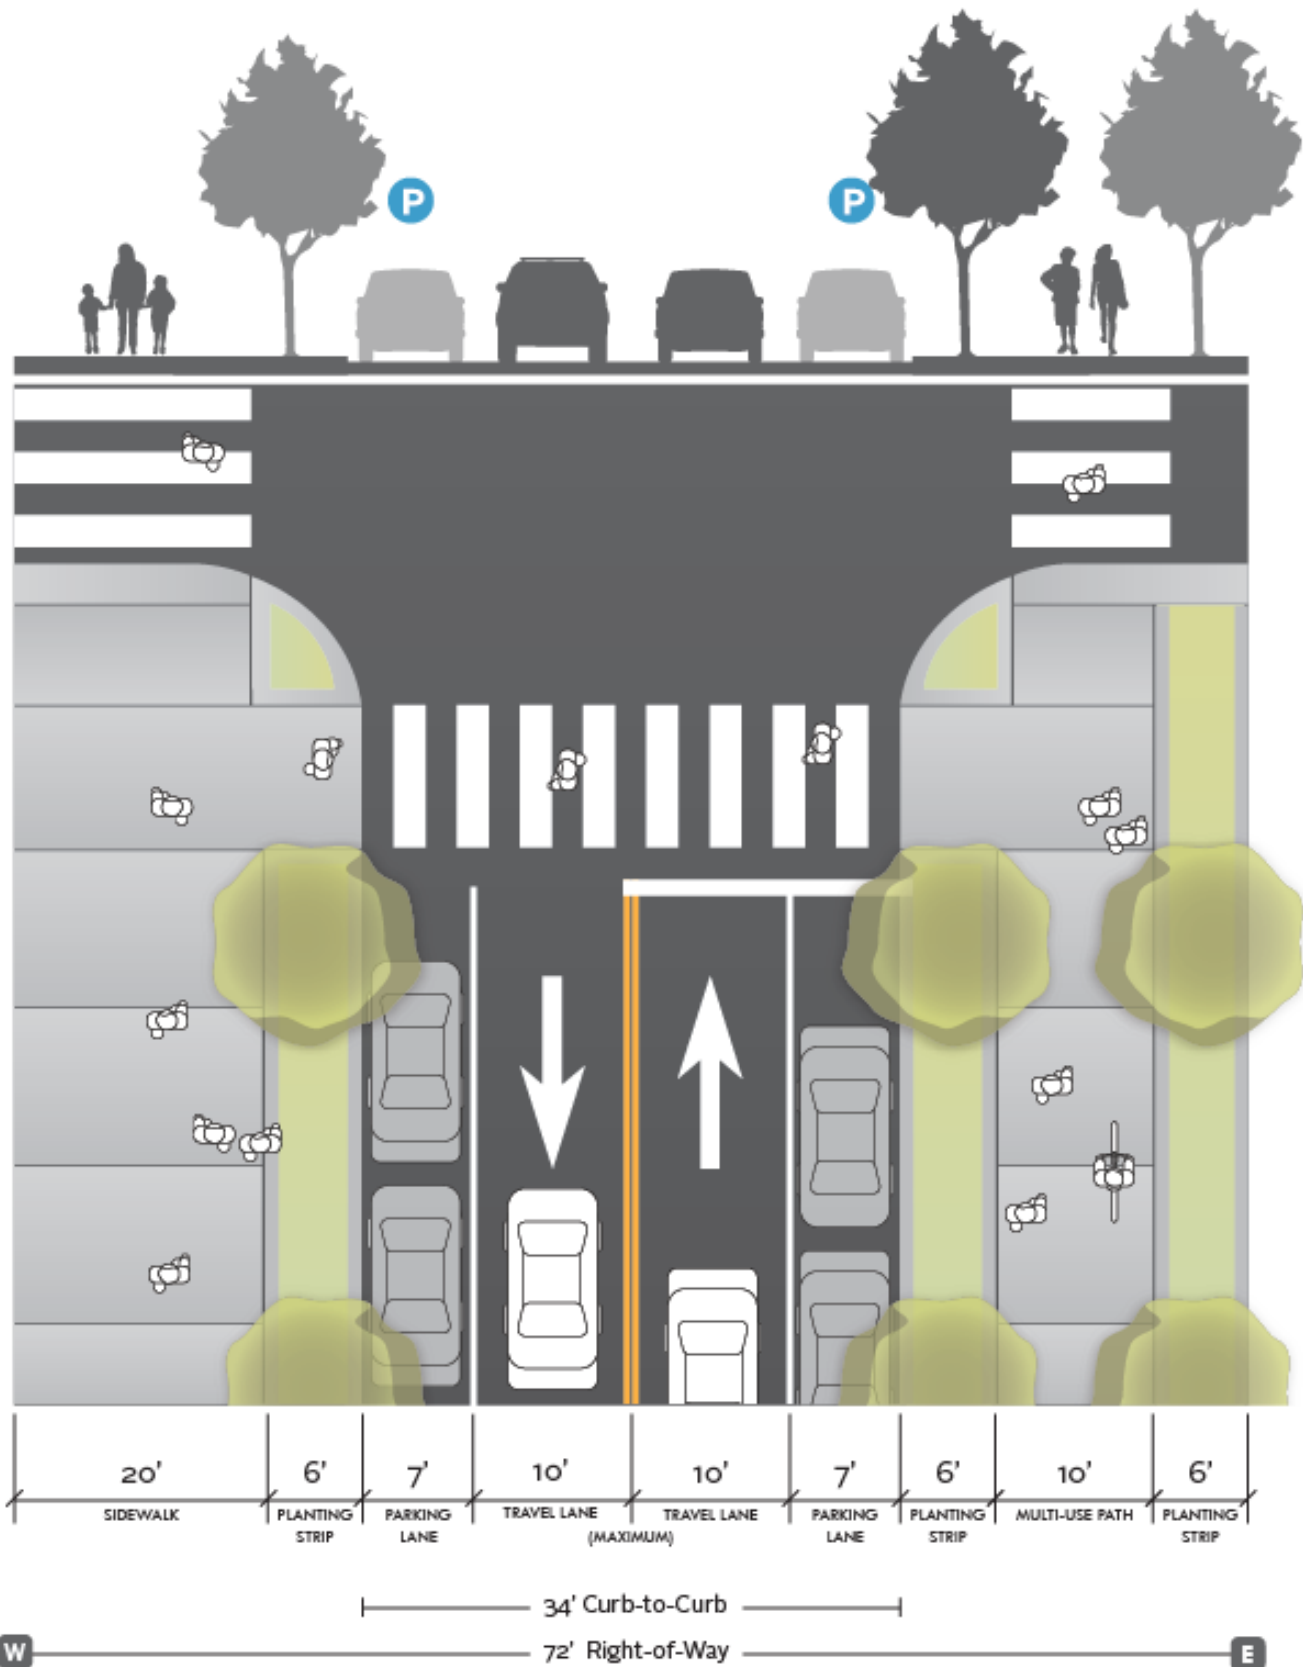 P P
20' 6' 7' 10' 10' 7' 6' 10' 6'
SIDEWALK PLANTING STRIP PARKING LANE TRAVEL LANE TRAVEL LANE PARKING LANE PLANTING STRIP MULTI-USE PATH PLANTING STRIP
(MAXIMUM)
34' Curb-to-Curb
W 72' Right-of-Way E